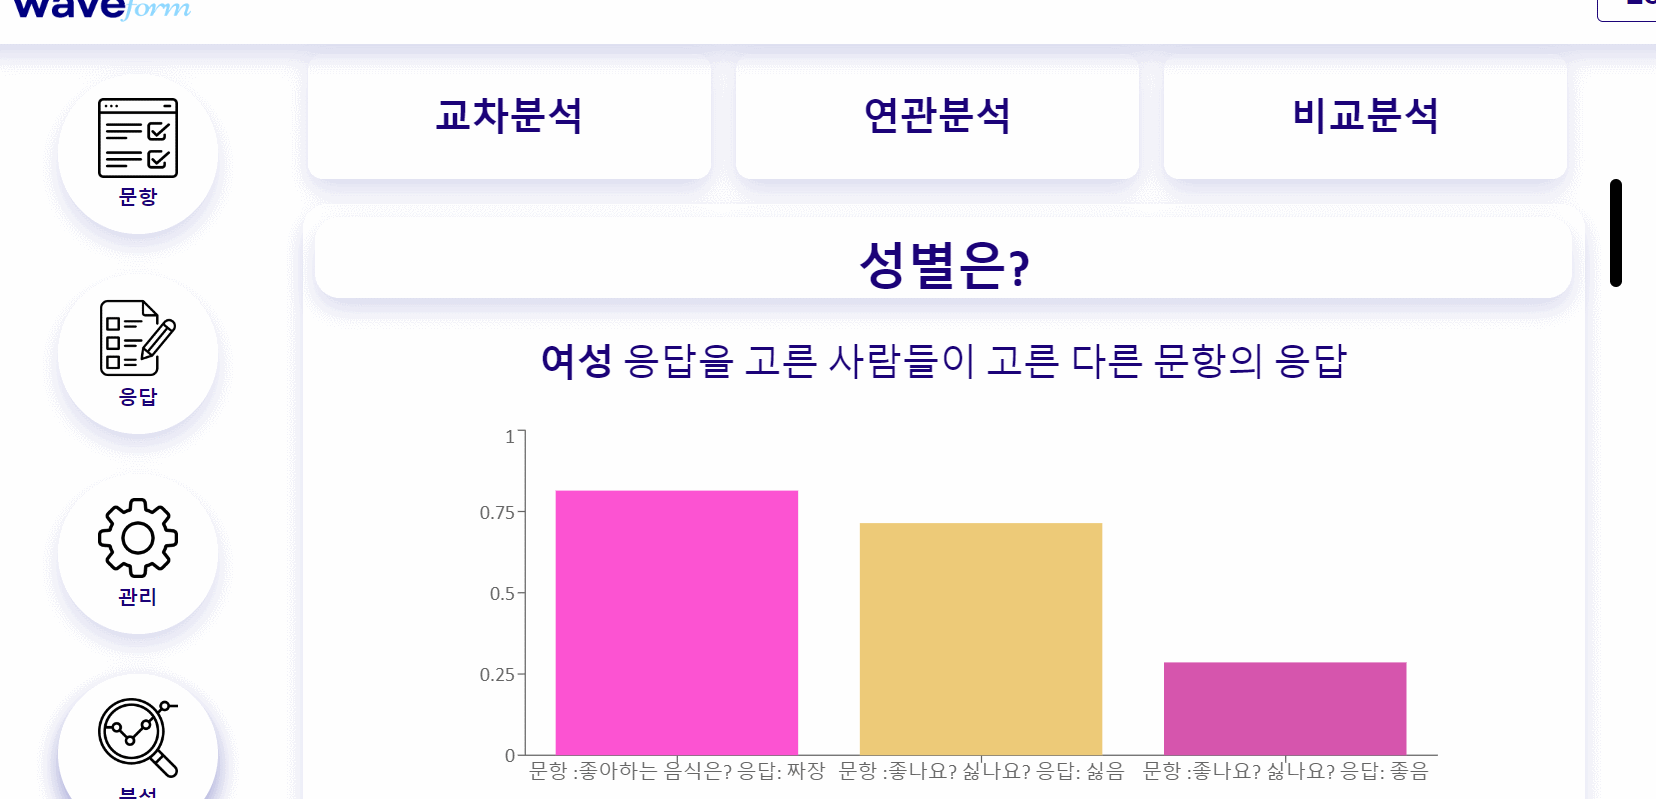 waveform
교차분석 연관분석 비교분석
문항
성별은?
여성 응답을 고른 사람들이 고른 다른 문항의 응답
응답
관리
분석
1
0.75
0.5
0.25
0
문항 :좋아하는 음식은? 응답: 짜장 문항 :좋나요? 싫나요? 응답: 싫음 문항 :좋나요? 싫나요? 응답: 좋음